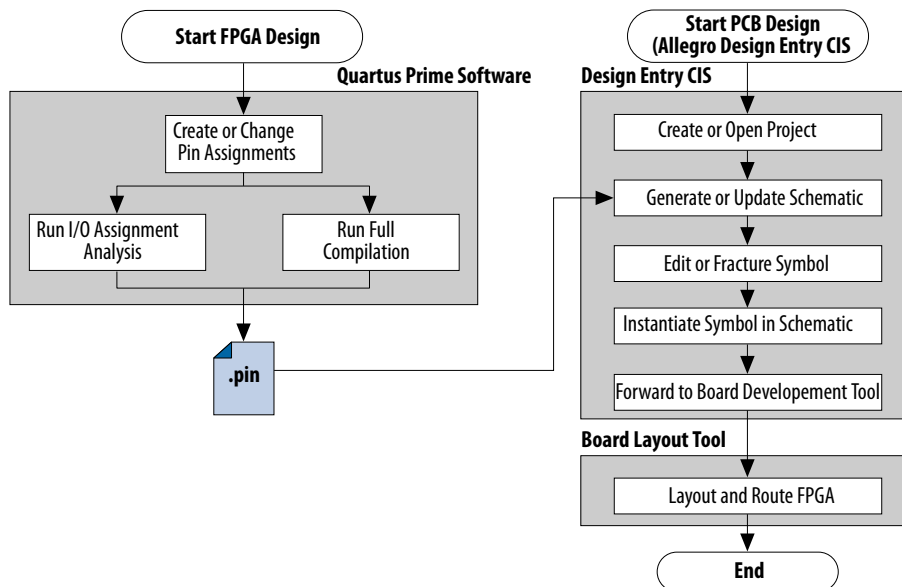 Start FPGA Design
Quartus Prime Software
Create or Change
Pin Assignments
Run I/O Assignment
Analysis
Run Full
Compilation
.pin
Start PCB Design
(Allegro Design Entry CIS
Design Entry CIS
Create or Open Project
Generate or Update Schematic
Edit or Fracture Symbol
Instantiate Symbol in Schematic
Forward to Board Developement Tool
Board Layout Tool
Layout and Route FPGA
End